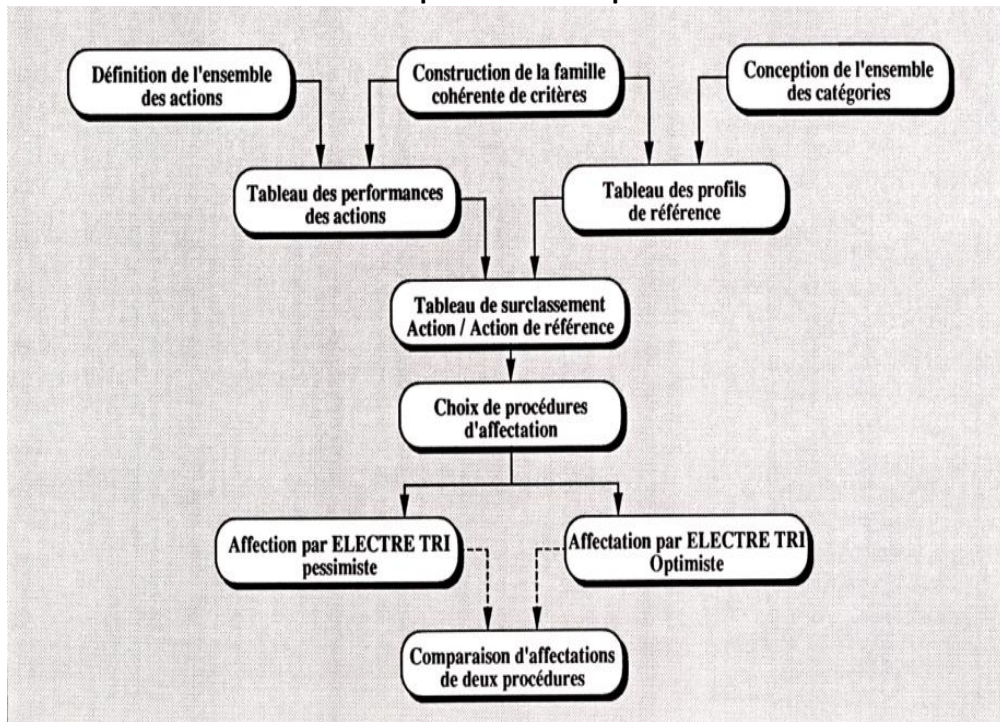 Définition de l'ensemble
des actions
Construction de la famille
cohérente de critères
Conception de l'ensemble
des catégories
Tableau des performances
des actions
Tableau des profils
de référence
Tableau de surclassement
Action / Action de référence
Choix de procédures
d'affectation
Affection par ELECTRE TRI
pessimiste
Affectation par ELECTRE TRI
Optimiste
Comparaison d'affectations
de deux procédures